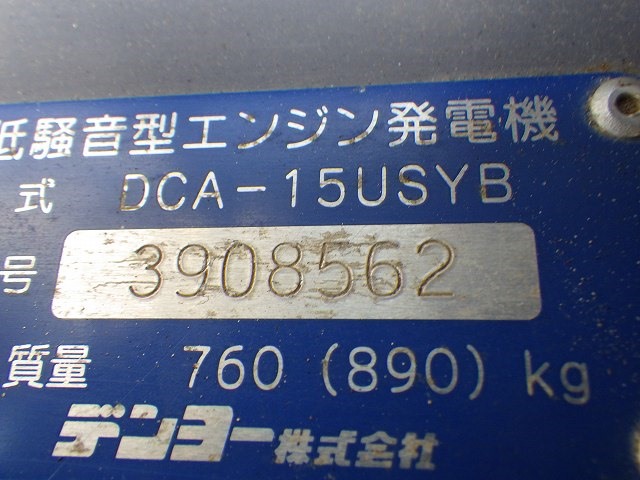 低騒音型エンジン発電機
式 DCA-15USYB
号 3908562
質量 760 (890) kg
デンヨー株式会社